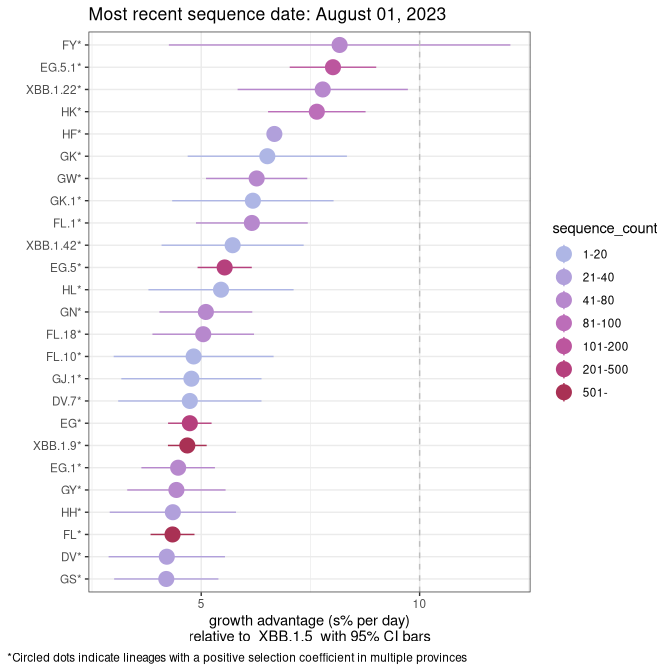 Most recent sequence date: August 01, 2023
FY*
EG.5.1*
XBB.1.22*
HK*
HF*
GK*
GW*
GK.1*
FL.1*
XBB.1.42*
EG.5*
HL*
GN*
FL.18*
FL.10*
GJ.1*
DV.7*
EG*
XBB.1.9*
EG.1*
GY*
HH*
FL*
DV*
GS*
5 10
growth advantage (s% per day)
relative to XBB.1.5 with 95% CI bars
sequence_count
1-20
21-40
41-80
81-100
101-200
201-500
501-
*Circled dots indicate lineages with a positive selection coefficient in multiple provinces